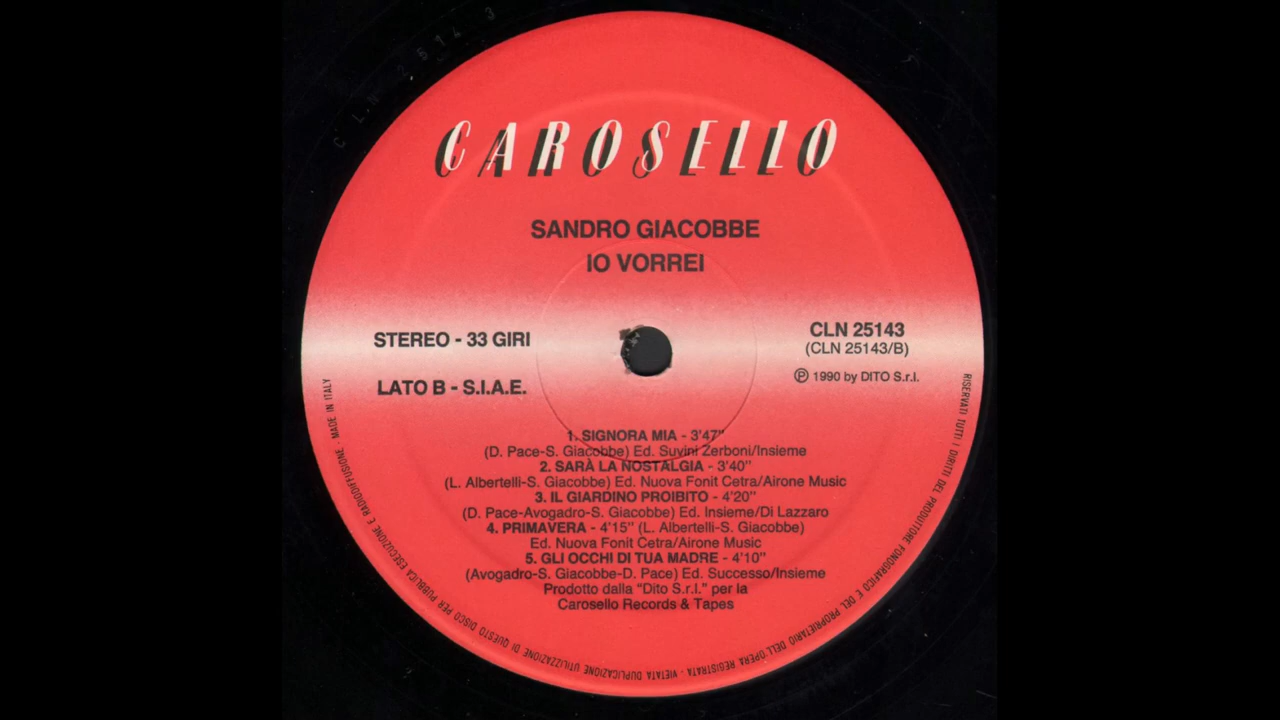 CAROSELLO
SANDRO GIACOBBE
IO VORREI
STEREO - 33 GIRI
CLN 25143
(CLN 25143/B)
℗ 1990 by DITO S.r.l.
LATO B - S.I.A.E.
1. SIGNORA MIA - 3'47"
(D. Pace-S. Giacobbe) Ed. Suvini Zerboni/Insieme
2. SARÀ LA NOSTALGIA - 3'40"
(L. Albertelli-S. Giacobbe) Ed. Nuova Fonit Cetra/Airone Music
3. IL GIARDINO PROIBITO - 4'20"
(D. Pace-Avogadro-S. Giacobbe) Ed. Insieme/Di Lazzaro
4. PRIMAVERA - 4'15" (L. Albertelli-S. Giacobbe)
Ed. Nuova Fonit Cetra/Airone Music
5. GLI OCCHI DI TUA MADRE - 4'10"
(Avogadro-S. Giacobbe-D. Pace) Ed. Successo/Insieme
Prodotto dalla "Dito S.r.l." per la
Carosello Records & Tapes
RISERVATI TUTTI I DIRITTI DEL PRODUTTORE FONOGRAFICO E DEL PROPRIETARIO DELL'OPERA REGISTRATA - VIETATA DUPLICAZIONE UTILIZZAZIONE DI QUESTO DISCO PER PUBBLICA ESECUZIONE E RADIODIFFUSIONE - MADE IN ITALY